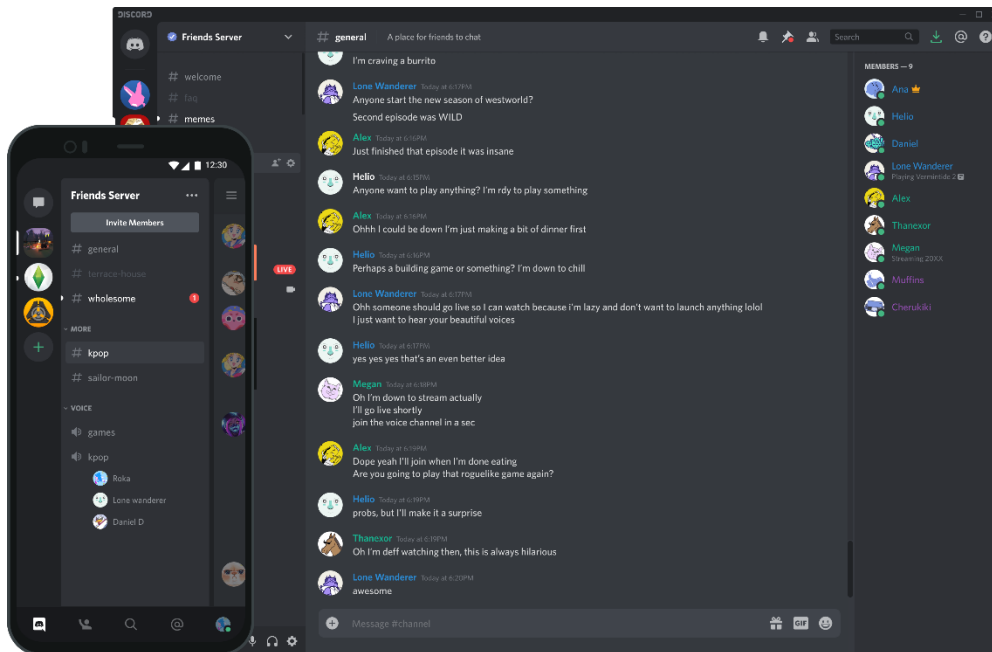 DISCORD
Friends Server
# welcome
# faq
# memes
LIVE
# general A place for friends to chat
Search
I'm craving a burrito
Lone Wanderer Today at 6:17PM
Anyone start the new season of westworld?
Second episode was WILD
Alex Today at 6:16PM
Just finished that episode it was insane
Helio Today at 6:15PM
Anyone want to play anything? I'm rdy to play something
Alex Today at 6:16PM
Ohhh I could be down I'm just making a bit of dinner first
Helio Today at 6:16PM
Perhaps a building game or something? I'm down to chill
Lone Wanderer Today at 6:17PM
Ohh someone should go live so I can watch because i'm lazy and don't want to launch anything lolol
I just want to hear your beautiful voices
Helio Today at 6:17PM
yes yes yes that's an even better idea
Megan Today at 6:18PM
Oh I'm down to stream actually
I'll go live shortly
join the voice channel in a sec
Alex Today at 6:19PM
Dope yeah I'll join when I'm done eating
Are you going to play that roguelike game again?
Helio Today at 6:19PM
probs, but I'll make it a surprise
Thanexor Today at 6:19PM
Oh I'm deff watching then, this is always hilarious
Lone Wanderer Today at 6:20PM
awesome
Message #channel
GIF
MEMBERS — 9
Ana
Helio
Daniel
Lone Wanderer
Playing Vermintide 2
Alex
Thanexor
Megan
Streaming 20XX
Muffins
Cherukiki
12:30
Friends Server
Invite Members
# general
# terrace-house
# wholesome 1
MORE
# kpop
# sailor-moon
VOICE
games
kpop
Roka
Lone wanderer
Daniel D